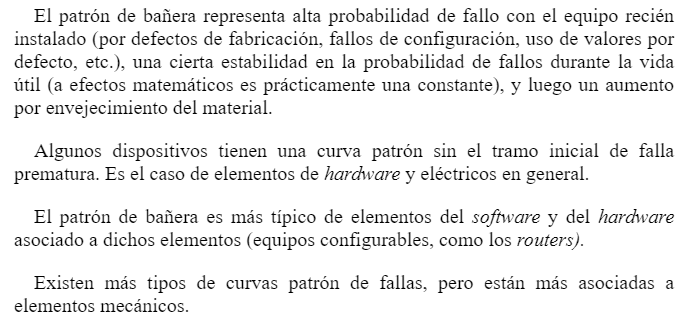 El patrón de bañera representa alta probabilidad de fallo con el equipo recién
instalado (por defectos de fabricación, fallos de configuración, uso de valores por
defecto, etc.), una cierta estabilidad en la probabilidad de fallos durante la vida
útil (a efectos matemáticos es prácticamente una constante), y luego un aumento
por envejecimiento del material.
Algunos dispositivos tienen una curva patrón sin el tramo inicial de falla
prematura. Es el caso de elementos de hardware y eléctricos en general.
El patrón de bañera es más típico de elementos del software y del hardware
asociado a dichos elementos (equipos configurables, como los routers).
Existen más tipos de curvas patrón de fallas, pero están más asociadas a
elementos mecánicos.